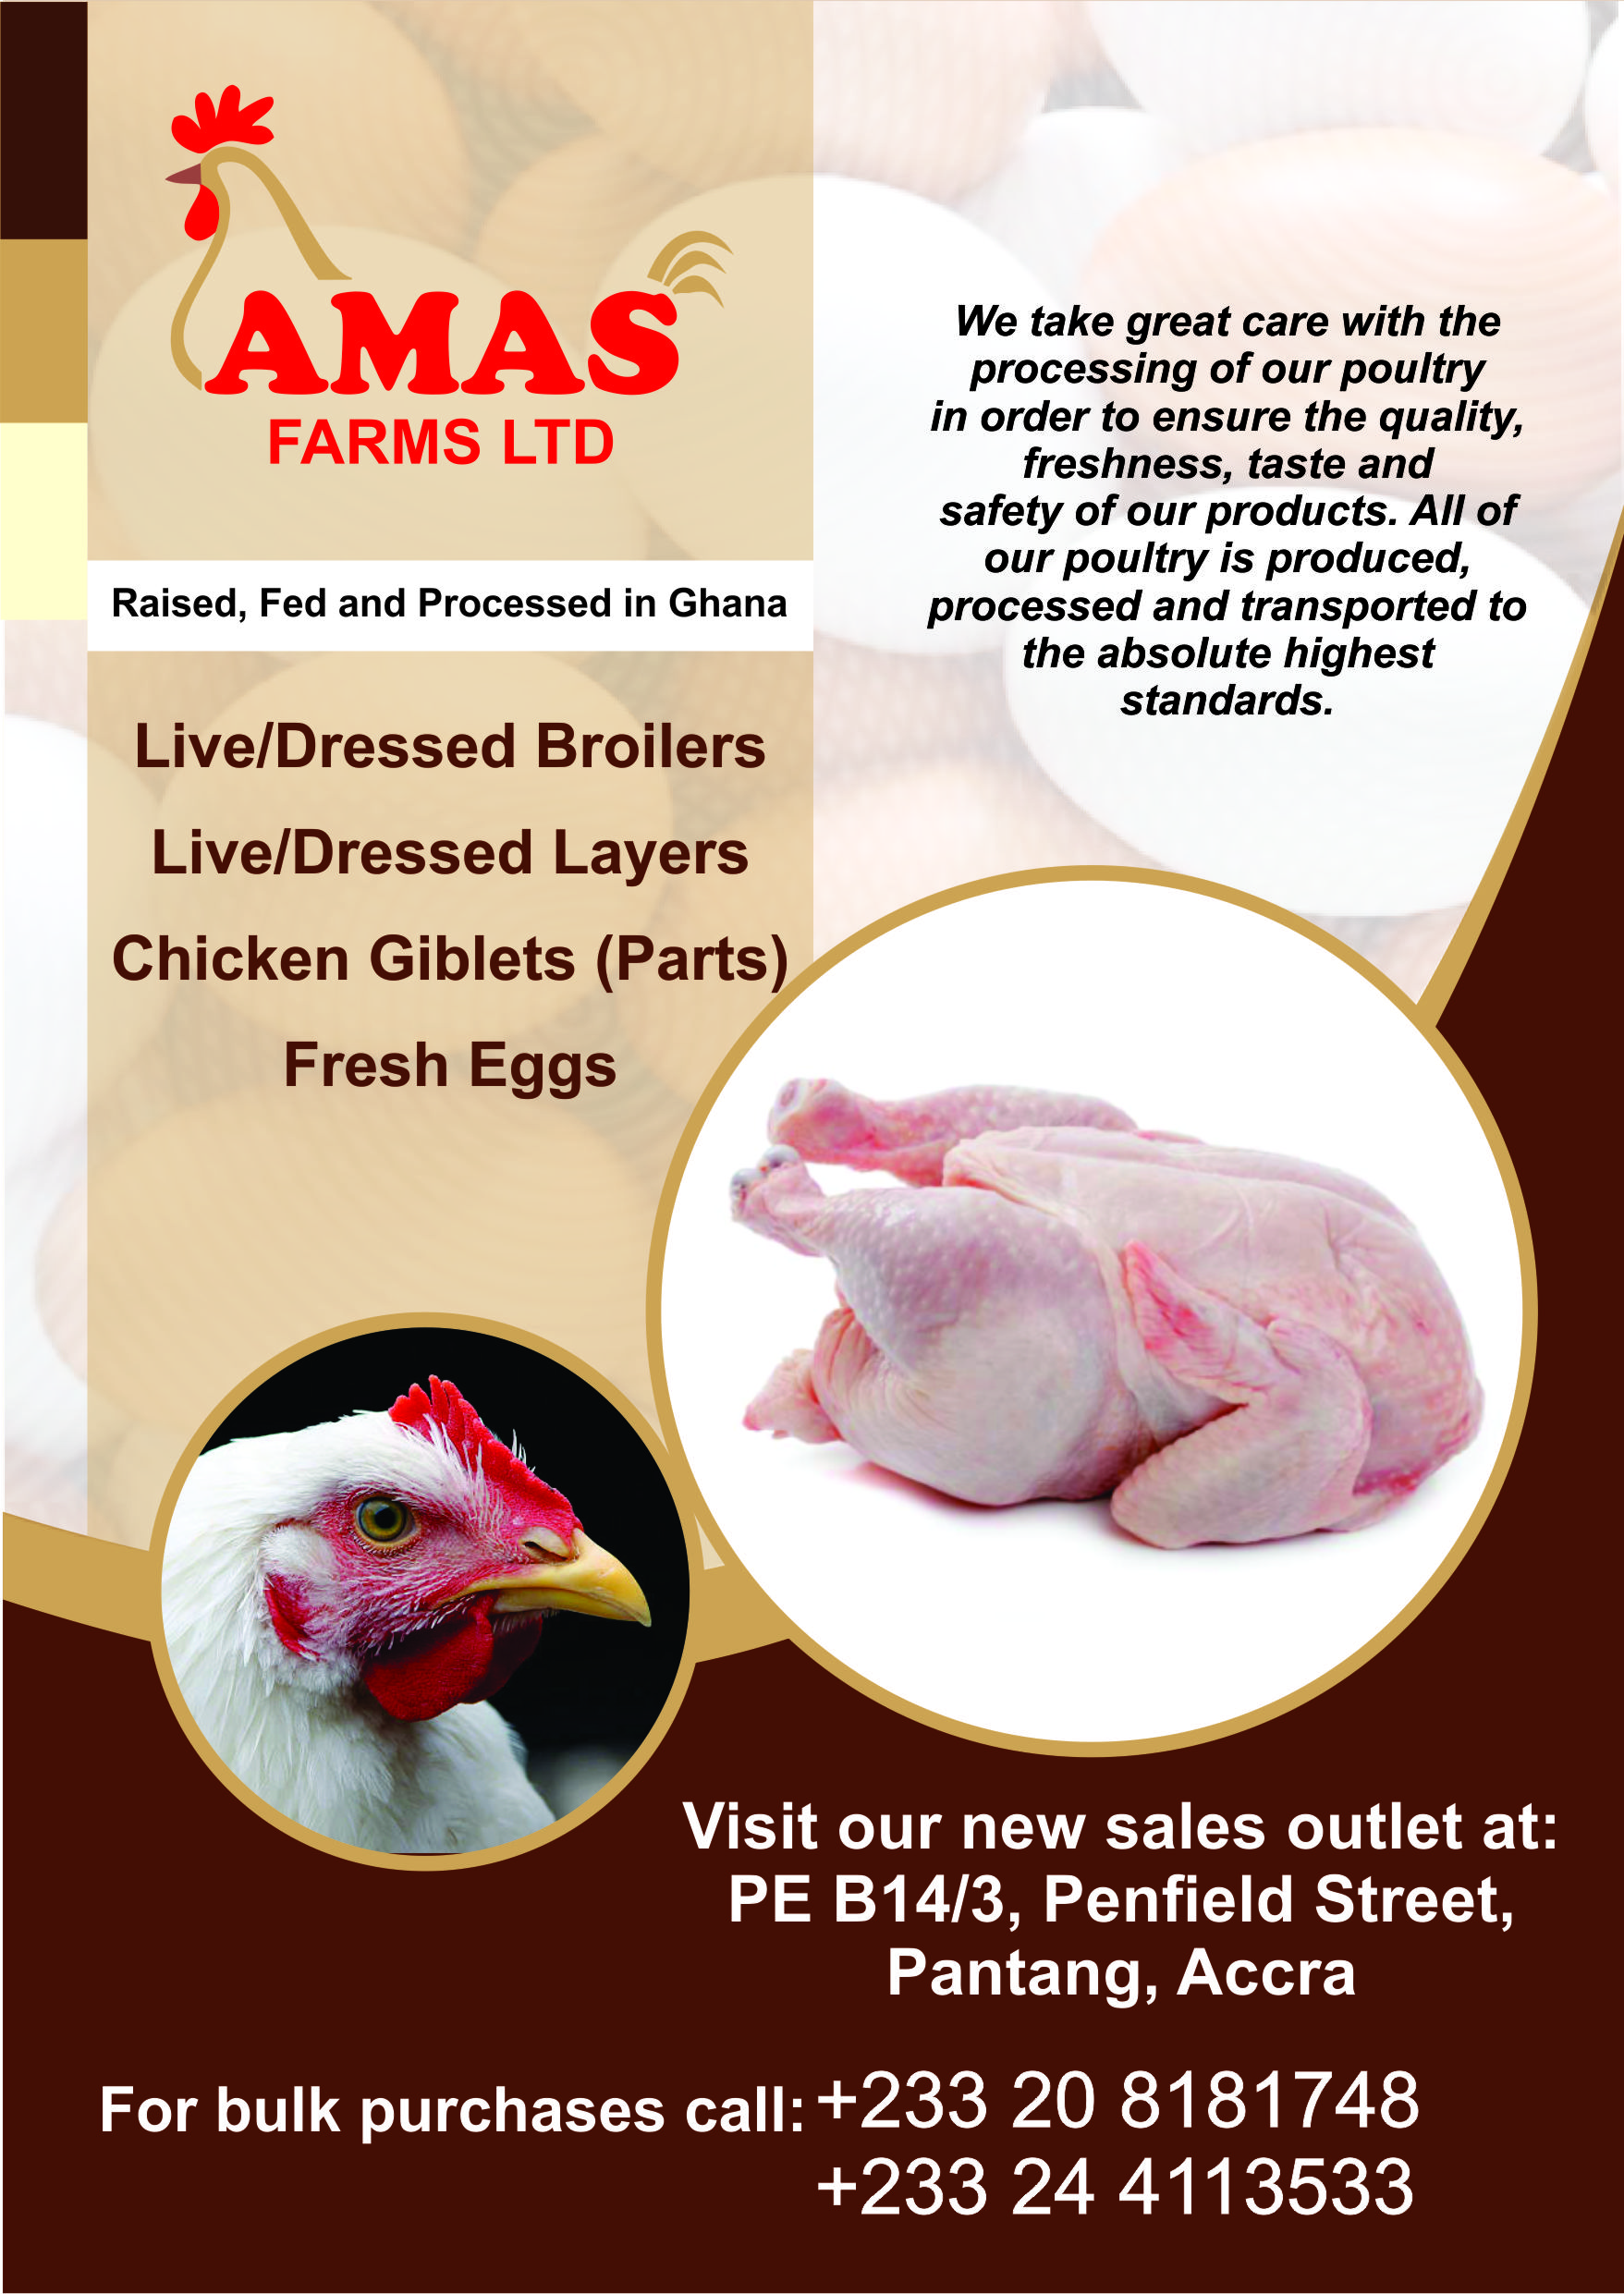 AMAS
FARMS LTD
Raised, Fed and Processed in Ghana
Live/Dressed Broilers
Live/Dressed Layers
Chicken Giblets (Parts)
Fresh Eggs
We take great care with the
processing of our poultry
in order to ensure the quality,
freshness, taste and
safety of our products. All of
our poultry is produced,
processed and transported to
the absolute highest
standards.
Visit our new sales outlet at:
PE B14/3, Penfield Street,
Pantang, Accra
For bulk purchases call: +233 20 8181748
+233 24 4113533